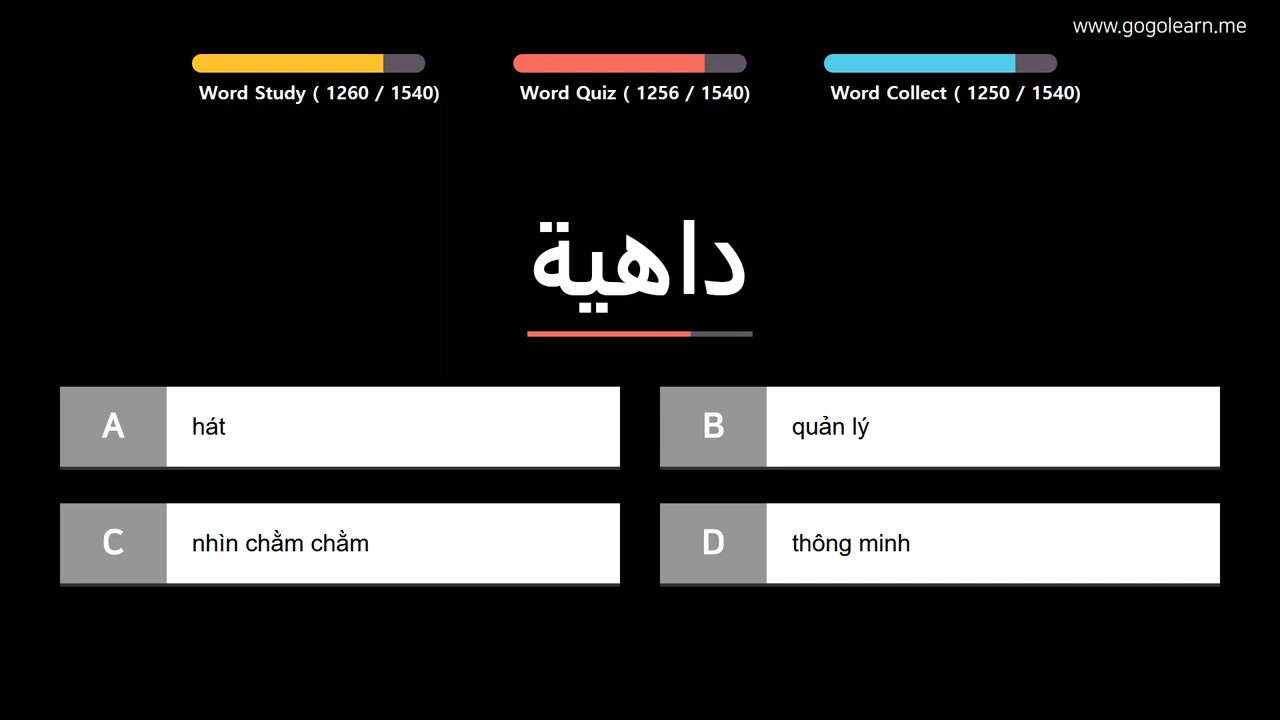 www.gogolearn.me
Word Study ( 1260 / 1540)
Word Quiz ( 1256 / 1540)
Word Collect ( 1250 / 1540)
داهية
A
hát
B
quản lý
C
nhìn chằm chằm
D
thông minh